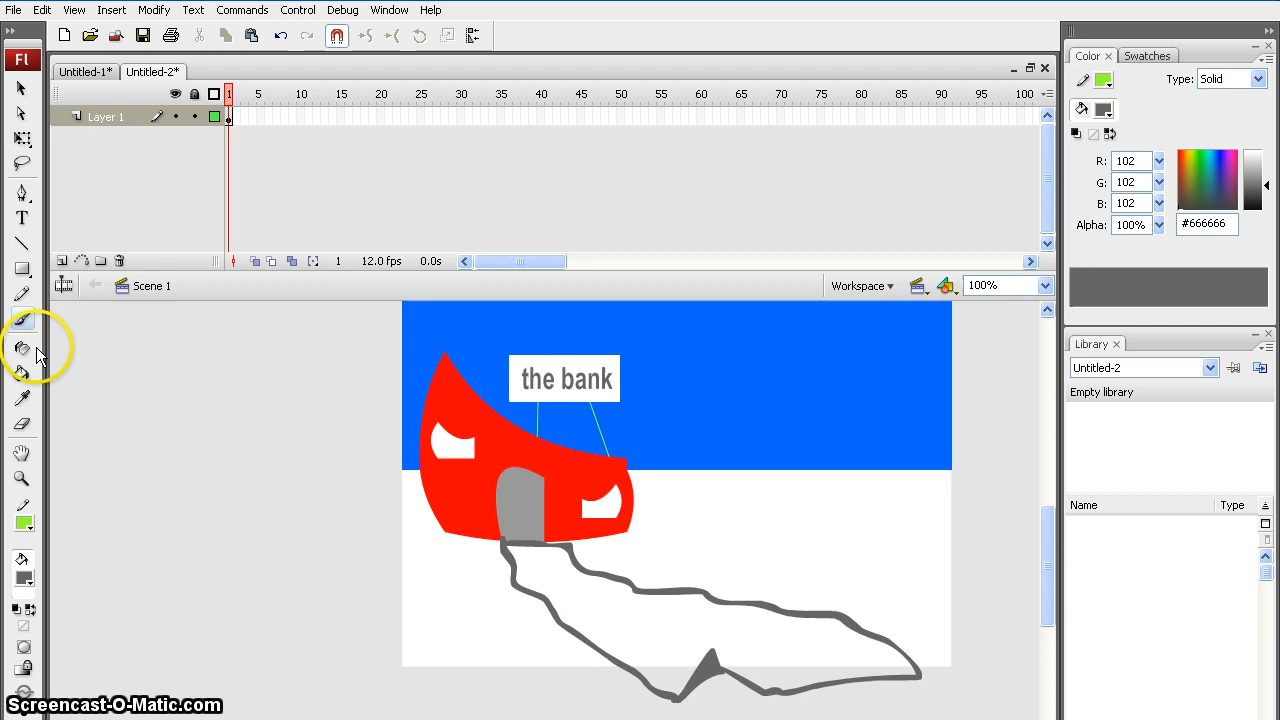 File Edit View Insert Modify Text Commands Control Debug Window Help
Fl
Untitled-1* Untitled-2*
1 5 10 15 20 25 30 35 40 45 50 55 60 65 70 75 80 85 90 95 100
Layer 1
1 12.0 fps 0.0s
Scene 1 Workspace 100%
T
the bank
Color Swatches
Type: Solid
R: 102
G: 102
B: 102
Alpha: 100% #666666
Library
Untitled-2
Empty library
Name Type
Screencast-O-Matic.com